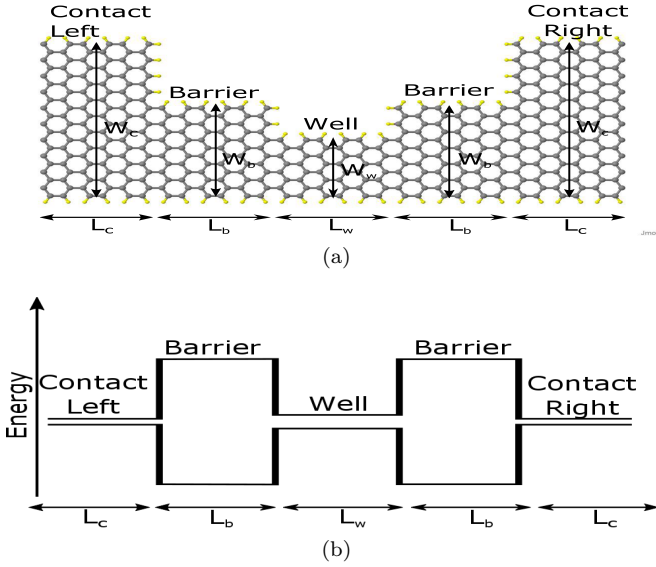 Contact
Left
Contact
Right
Barrier
Barrier
Well
Wc
Wb
Ww
Wb
Wc
Lc
Lb
Lw
Lb
Lc
Jmo
(a)
Energy
Barrier
Barrier
Contact
Left
Well
Contact
Right
Lc
Lb
Lw
Lb
Lc
(b)